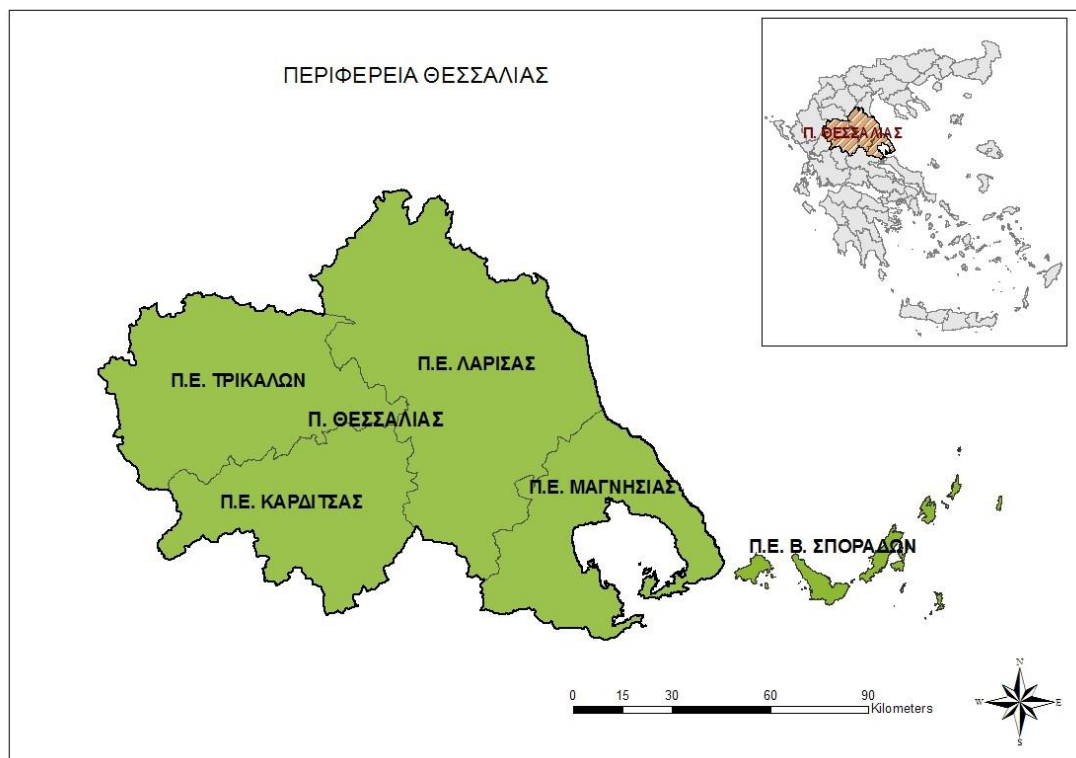 ΠΕΡΙΦΕΡΕΙΑ ΘΕΣΣΑΛΙΑΣ
Π. ΘΕΣΣΑΛΙΑΣ
Π.Ε. ΛΑΡΙΣΑΣ
Π.Ε. ΤΡΙΚΑΛΩΝ
Π. ΘΕΣΣΑΛΙΑΣ
Π.Ε. ΜΑΓΝΗΣΙΑΣ
Π.Ε. ΚΑΡΔΙΤΣΑΣ
Π.Ε. Β. ΣΠΟΡΑΔΩΝ
N
W E
S
0 15 30 60 90
Kilometers